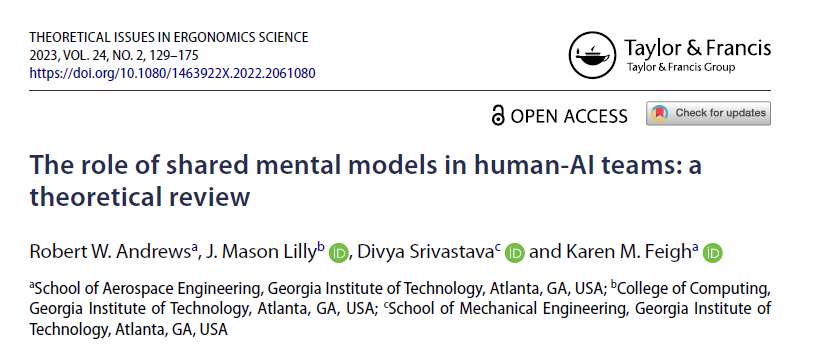 THEORETICAL ISSUES IN ERGONOMICS SCIENCE
2023, VOL. 24, NO. 2, 129–175
https://doi.org/10.1080/1463922X.2022.2061080
Taylor & Francis
Taylor & Francis Group
OPEN ACCESS
Check for updates
The role of shared mental models in human-AI teams: a
theoretical review
Robert W. Andrewsa, J. Mason Lillyb iD, Divya Srivastavac iD and Karen M. Feigha iD
aSchool of Aerospace Engineering, Georgia Institute of Technology, Atlanta, GA, USA; bCollege of Computing,
Georgia Institute of Technology, Atlanta, GA, USA; cSchool of Mechanical Engineering, Georgia Institute of
Technology, Atlanta, GA, USA